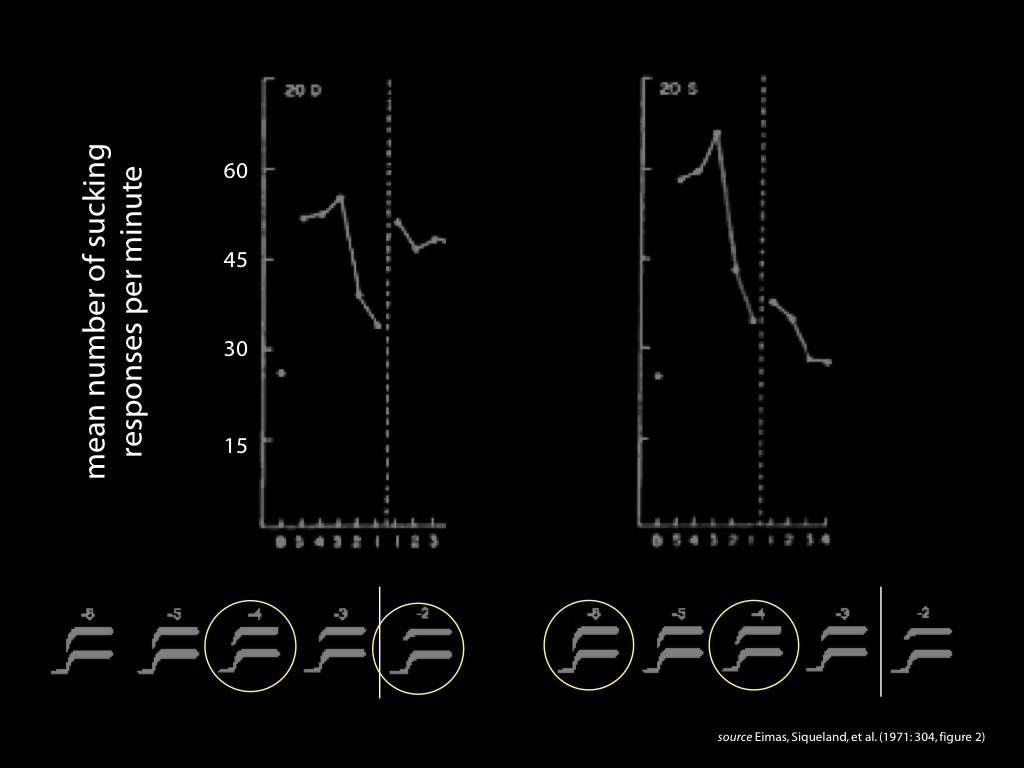 20 D
20 S
mean number of sucking
responses per minute
60
45
30
15
B 5 4 3 2 1 1 2 3
B 5 4 3 2 1 1 2 3 4
-6 -5 -4 -3 -2
-6 -5 -4 -3 -2
source Eimas, Siqueland, et al. (1971: 304, figure 2)